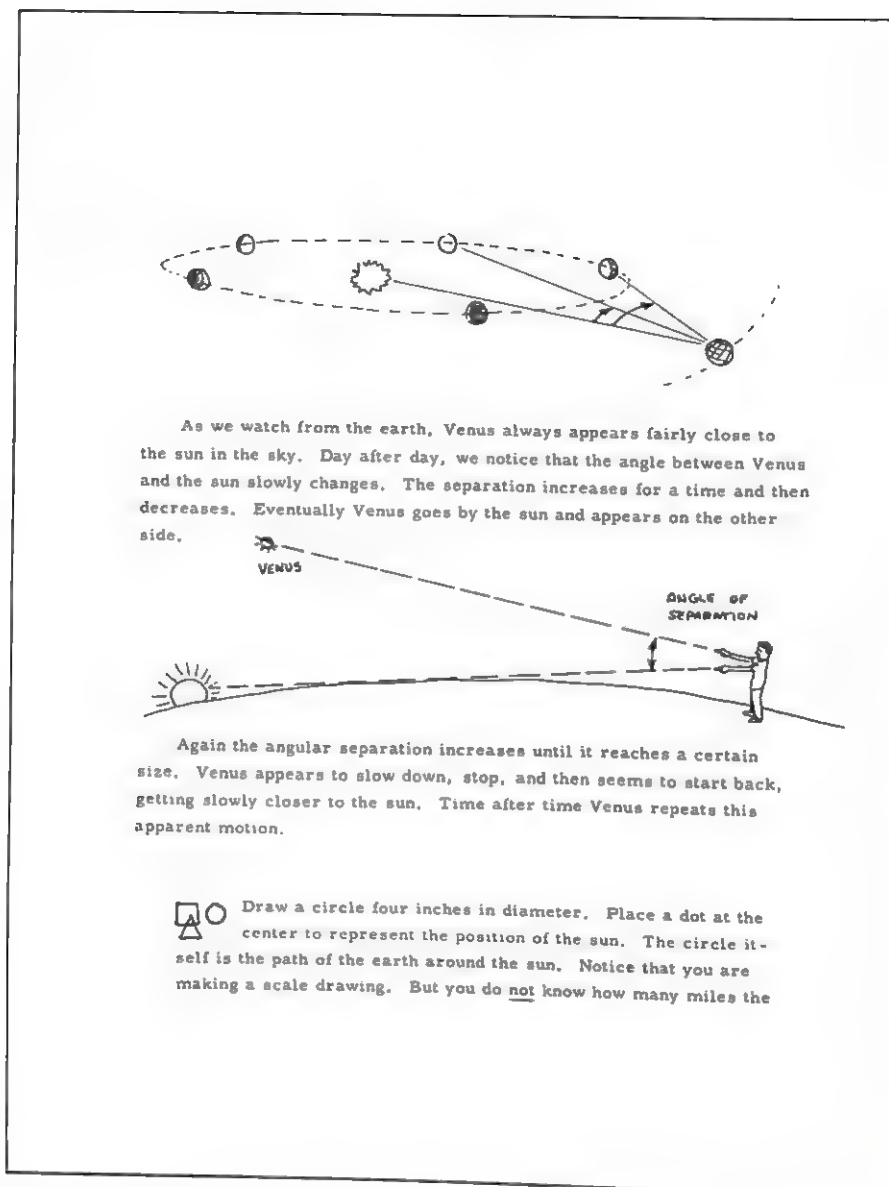 As we watch from the earth, Venus always appears fairly close to
the sun in the sky. Day after day, we notice that the angle between Venus
and the sun slowly changes. The separation increases for a time and then
decreases. Eventually Venus goes by the sun and appears on the other
side.
VENUS
ANGLE OF
SEPARATION
Again the angular separation increases until it reaches a certain
size. Venus appears to slow down, stop, and then seems to start back,
getting slowly closer to the sun. Time after time Venus repeats this
apparent motion.
Draw a circle four inches in diameter. Place a dot at the
center to represent the position of the sun. The circle it-
self is the path of the earth around the sun. Notice that you are
making a scale drawing. But you do not know how many miles the